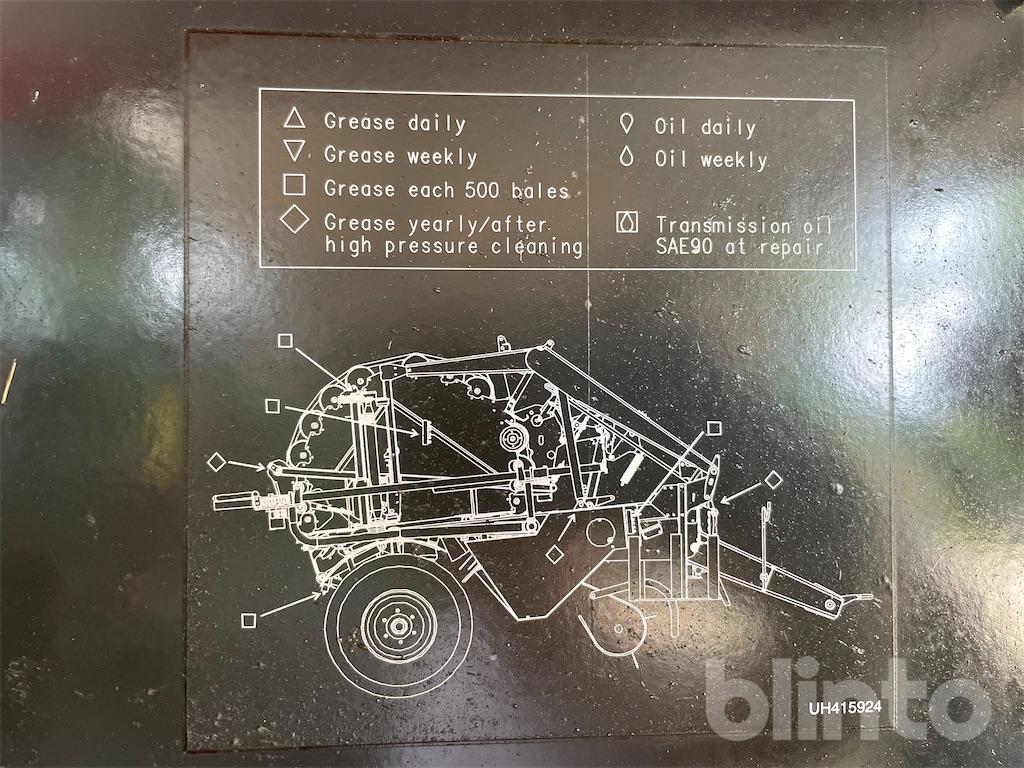 Grease daily
Grease weekly
Grease each 500 bales
Grease yearly/after
high pressure cleaning
Oil daily
Oil weekly
Transmission oil
SAE90 at repair.
UH415924
blinto